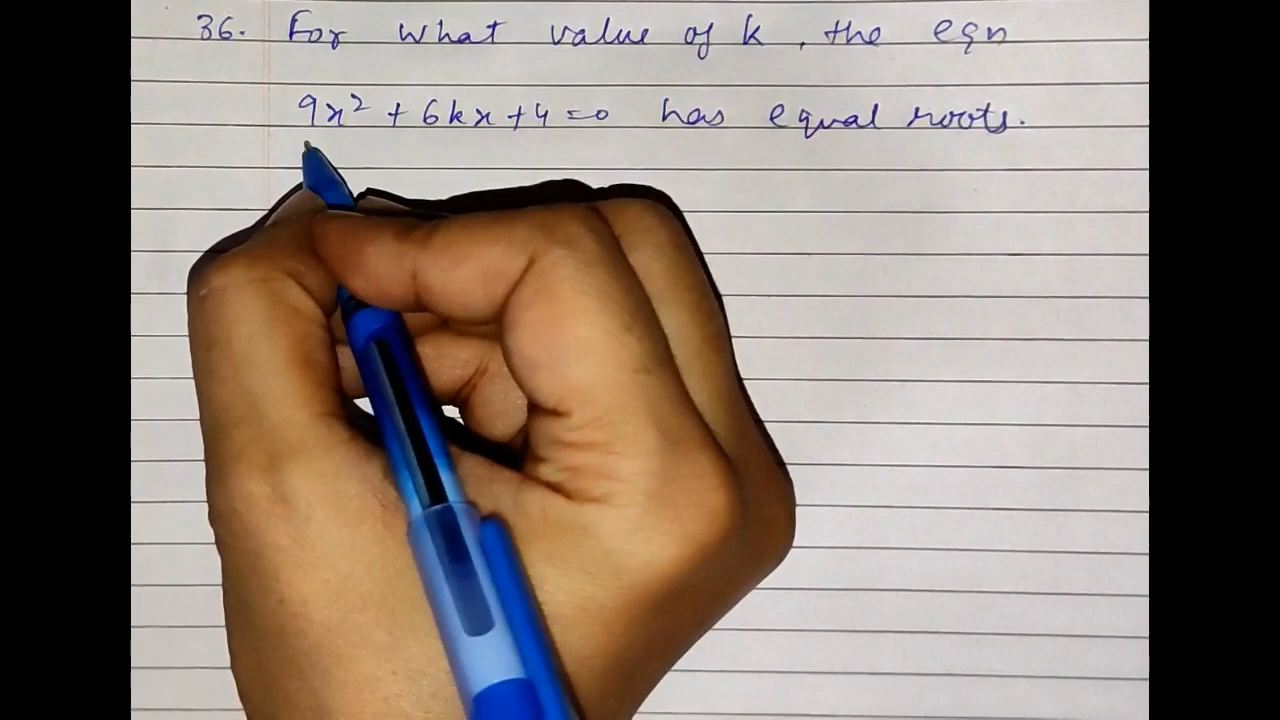 36. For what value of k, the eqn
9x² + 6kx + 4 = 0 has equal roots.